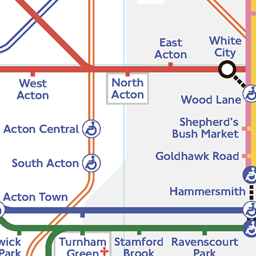 East
Acton
White
City
West
Acton
North
Acton
Wood Lane
Acton Central
Shepherd's
Bush Market
South Acton
Goldhawk Road
Acton Town
Hammersmith
Turnham
Green†
Stamford
Brook
Ravenscourt
Park
Park